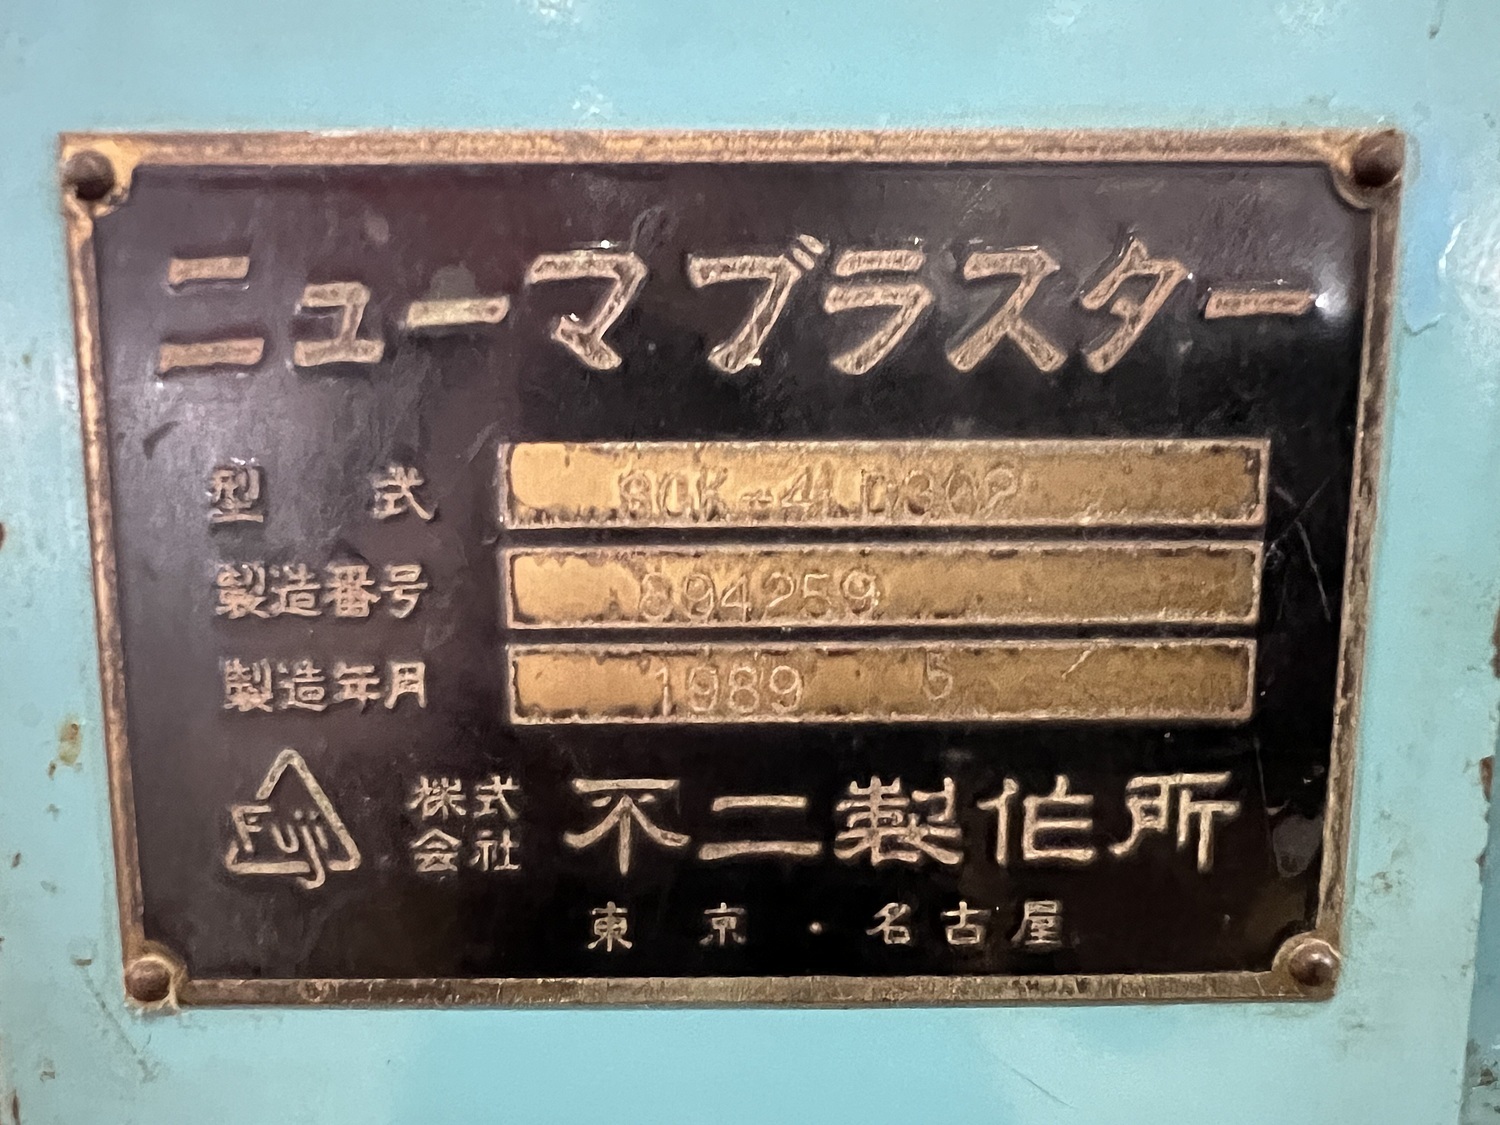 ニューマブラスター
型式
製造番号 894259
製造年月 1989 5
Fuji 株式会社 不二製作所
東京・名古屋